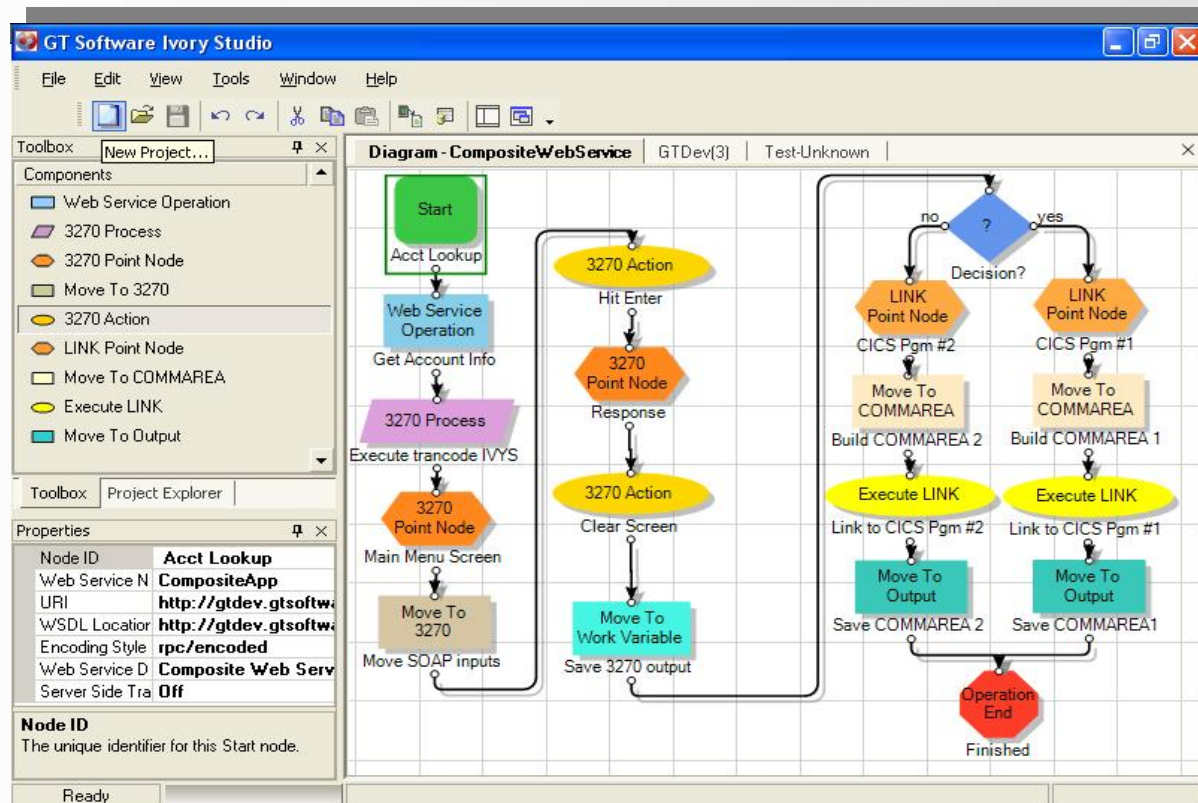 GT Software Ivory Studio
File Edit View Tools Window Help
Toolbox
New Project...
Components
Web Service Operation
3270 Process
3270 Point Node
Move To 3270
3270 Action
LINK Point Node
Move To COMMAREA
Execute LINK
Move To Output
Toolbox Project Explorer
Properties
Node ID Acct Lookup
Web Service N CompositeApp
URI http://gtdev.gtsoftwa
WSDL Location http://gtdev.gtsoftwa
Encoding Style rpc/encoded
Web Service D Composite Web Serv
Server Side Tra Off
Node ID
The unique identifier for this Start node.
Ready
Diagram - CompositeWebService GTDev(3) Test-Unknown
Start
Acct Lookup
Web Service
Operation
Get Account Info
3270 Process
Execute trancode IVYS
3270
Point Node
Main Menu Screen
Move To
3270
Move SOAP inputs
3270 Action
Hit Enter
3270
Point Node
Response
3270 Action
Clear Screen
Move To
Work Variable
Save 3270 output
no ? yes
Decision?
LINK
Point Node
CICS Pgm #2
Move To
COMMAREA
Build COMMAREA 2
Execute LINK
Link to CICS Pgm #2
Move To
Output
Save COMMAREA 2
LINK
Point Node
CICS Pgm #1
Move To
COMMAREA
Build COMMAREA 1
Execute LINK
Link to CICS Pgm #1
Move To
Output
Save COMMAREA1
Operation
End
Finished